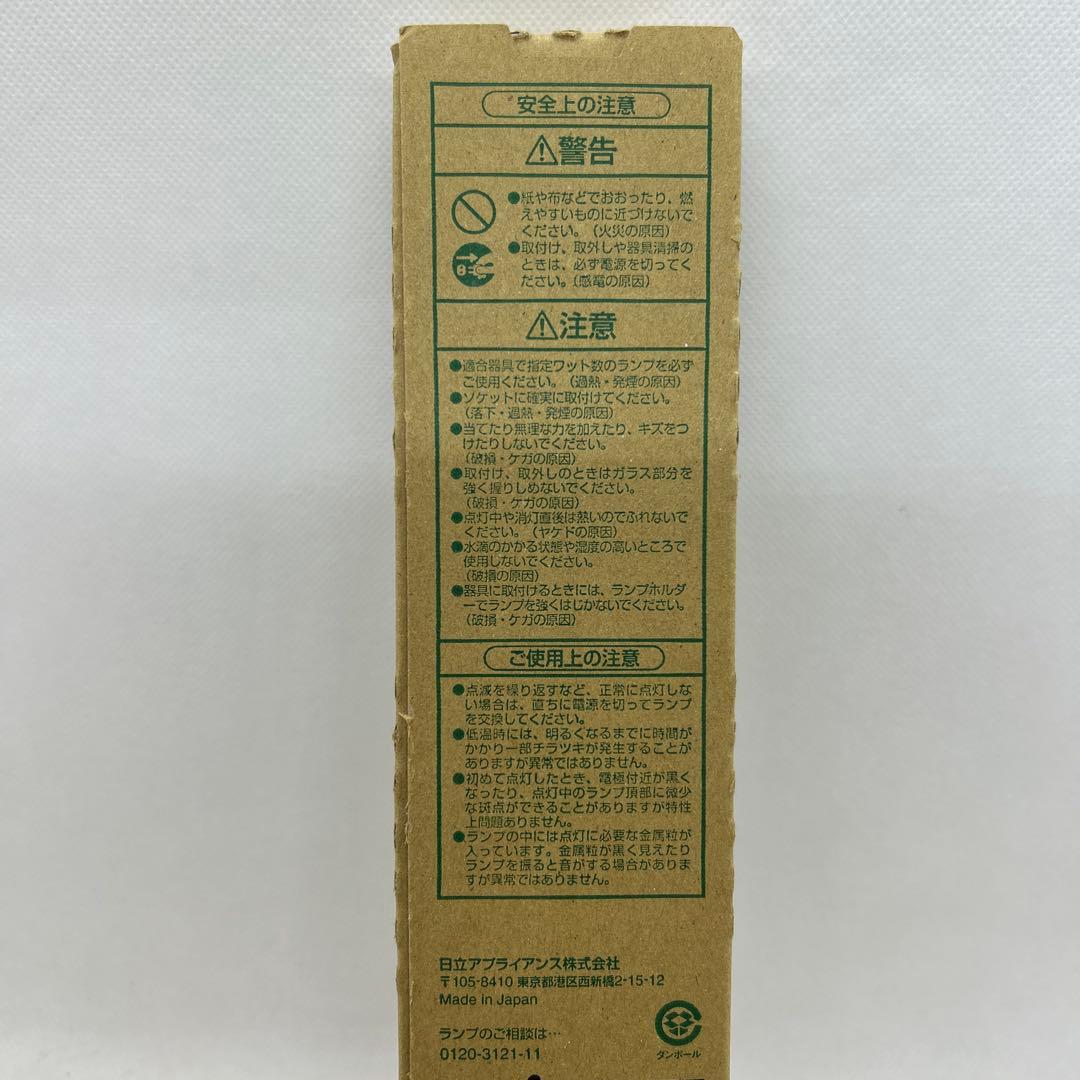 安全上の注意
⚠警告
●紙や布などでおおったり、燃
えやすいものに近づけないで
ください。（火災の原因）
●取付け、取外しや器具清掃の
ときは、必ず電源を切ってく
ださい。（感電の原因）
⚠注意
●適合器具で指定ワット数のランプを必ず
ご使用ください。（過熱・発煙の原因）
●ソケットに確実に取付けてください。
（落下・過熱・発煙の原因）
●当てたり無理な力を加えたり、キズをつ
けたりしないでください。
（破損・ケガの原因）
●取付け、取外しのときはガラス部分を
強く握りしめないでください。
（破損・ケガの原因）
●点灯中や消灯直後は熱いのでふれないで
ください。（ヤケドの原因）
●水滴のかかる状態や湿度の高いところで
使用しないでください。
（破損の原因）
●器具に取付けるときには、ランプホルダ
ーでランプを強くはじかないでください。
（破損・ケガの原因）
ご使用上の注意
●点滅を繰り返すなど、正常に点灯しな
い場合は、直ちに電源を切ってランプ
を交換してください。
●低温時には、明るくなるまでに時間が
かかり一部チラツキが発生することが
ありますが異常ではありません。
●初めて点灯したとき、電極付近が黒く
なったり、点灯中のランプ頂部に微少
な斑点ができることがありますが特性
上問題ありません。
●ランプの中には点灯に必要な金属粒が
入っています。金属粒が黒く見えたり
ランプを振ると音がする場合がありま
すが異常ではありません。
日立アプライアンス株式会社
〒105-8410 東京都港区西新橋2-15-12
Made in Japan
ランプのご相談は…
0120-3121-11
ダンボール